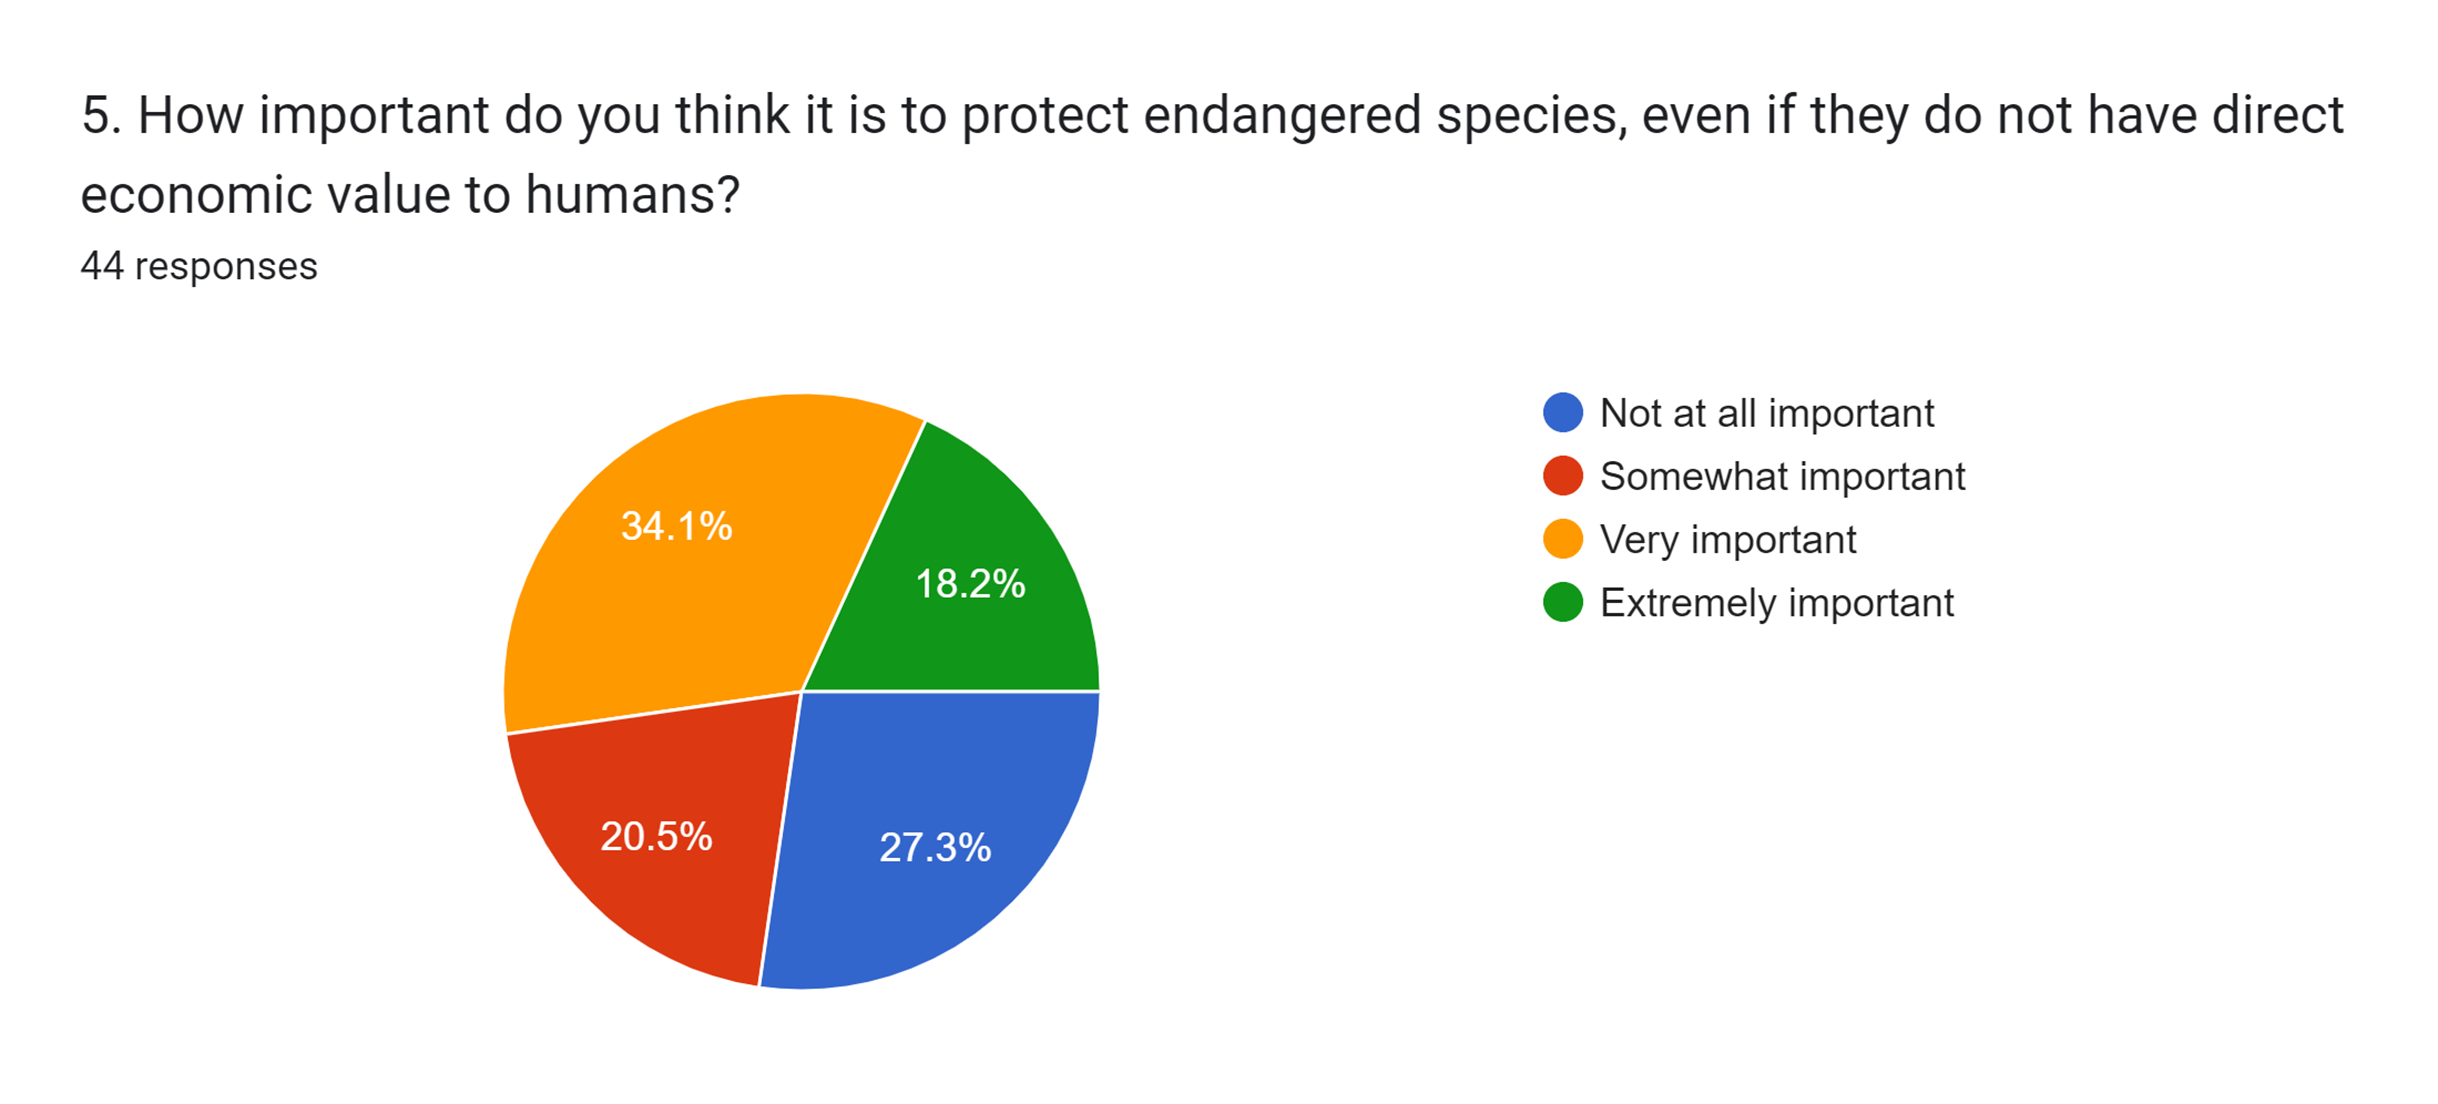 5. How important do you think it is to protect endangered species, even if they do not have direct
economic value to humans?
44 responses
34.1%
18.2%
20.5%
27.3%
Not at all important
Somewhat important
Very important
Extremely important